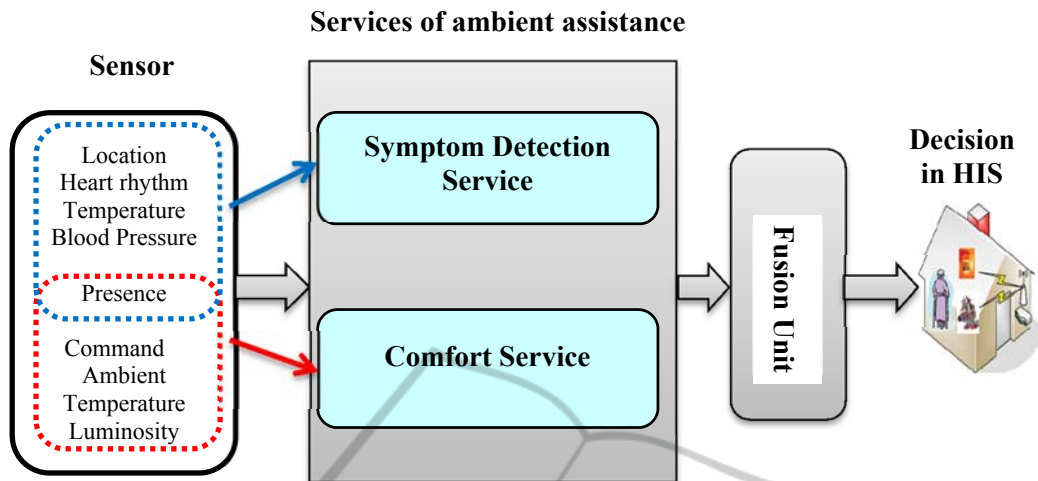 Services of ambient assistance
Sensor
Location
Heart rhythm
Temperature
Blood Pressure
Presence
Command
Ambient
Temperature
Luminosity
Symptom Detection
Service
Comfort Service
Fusion Unit
Decision
in HIS